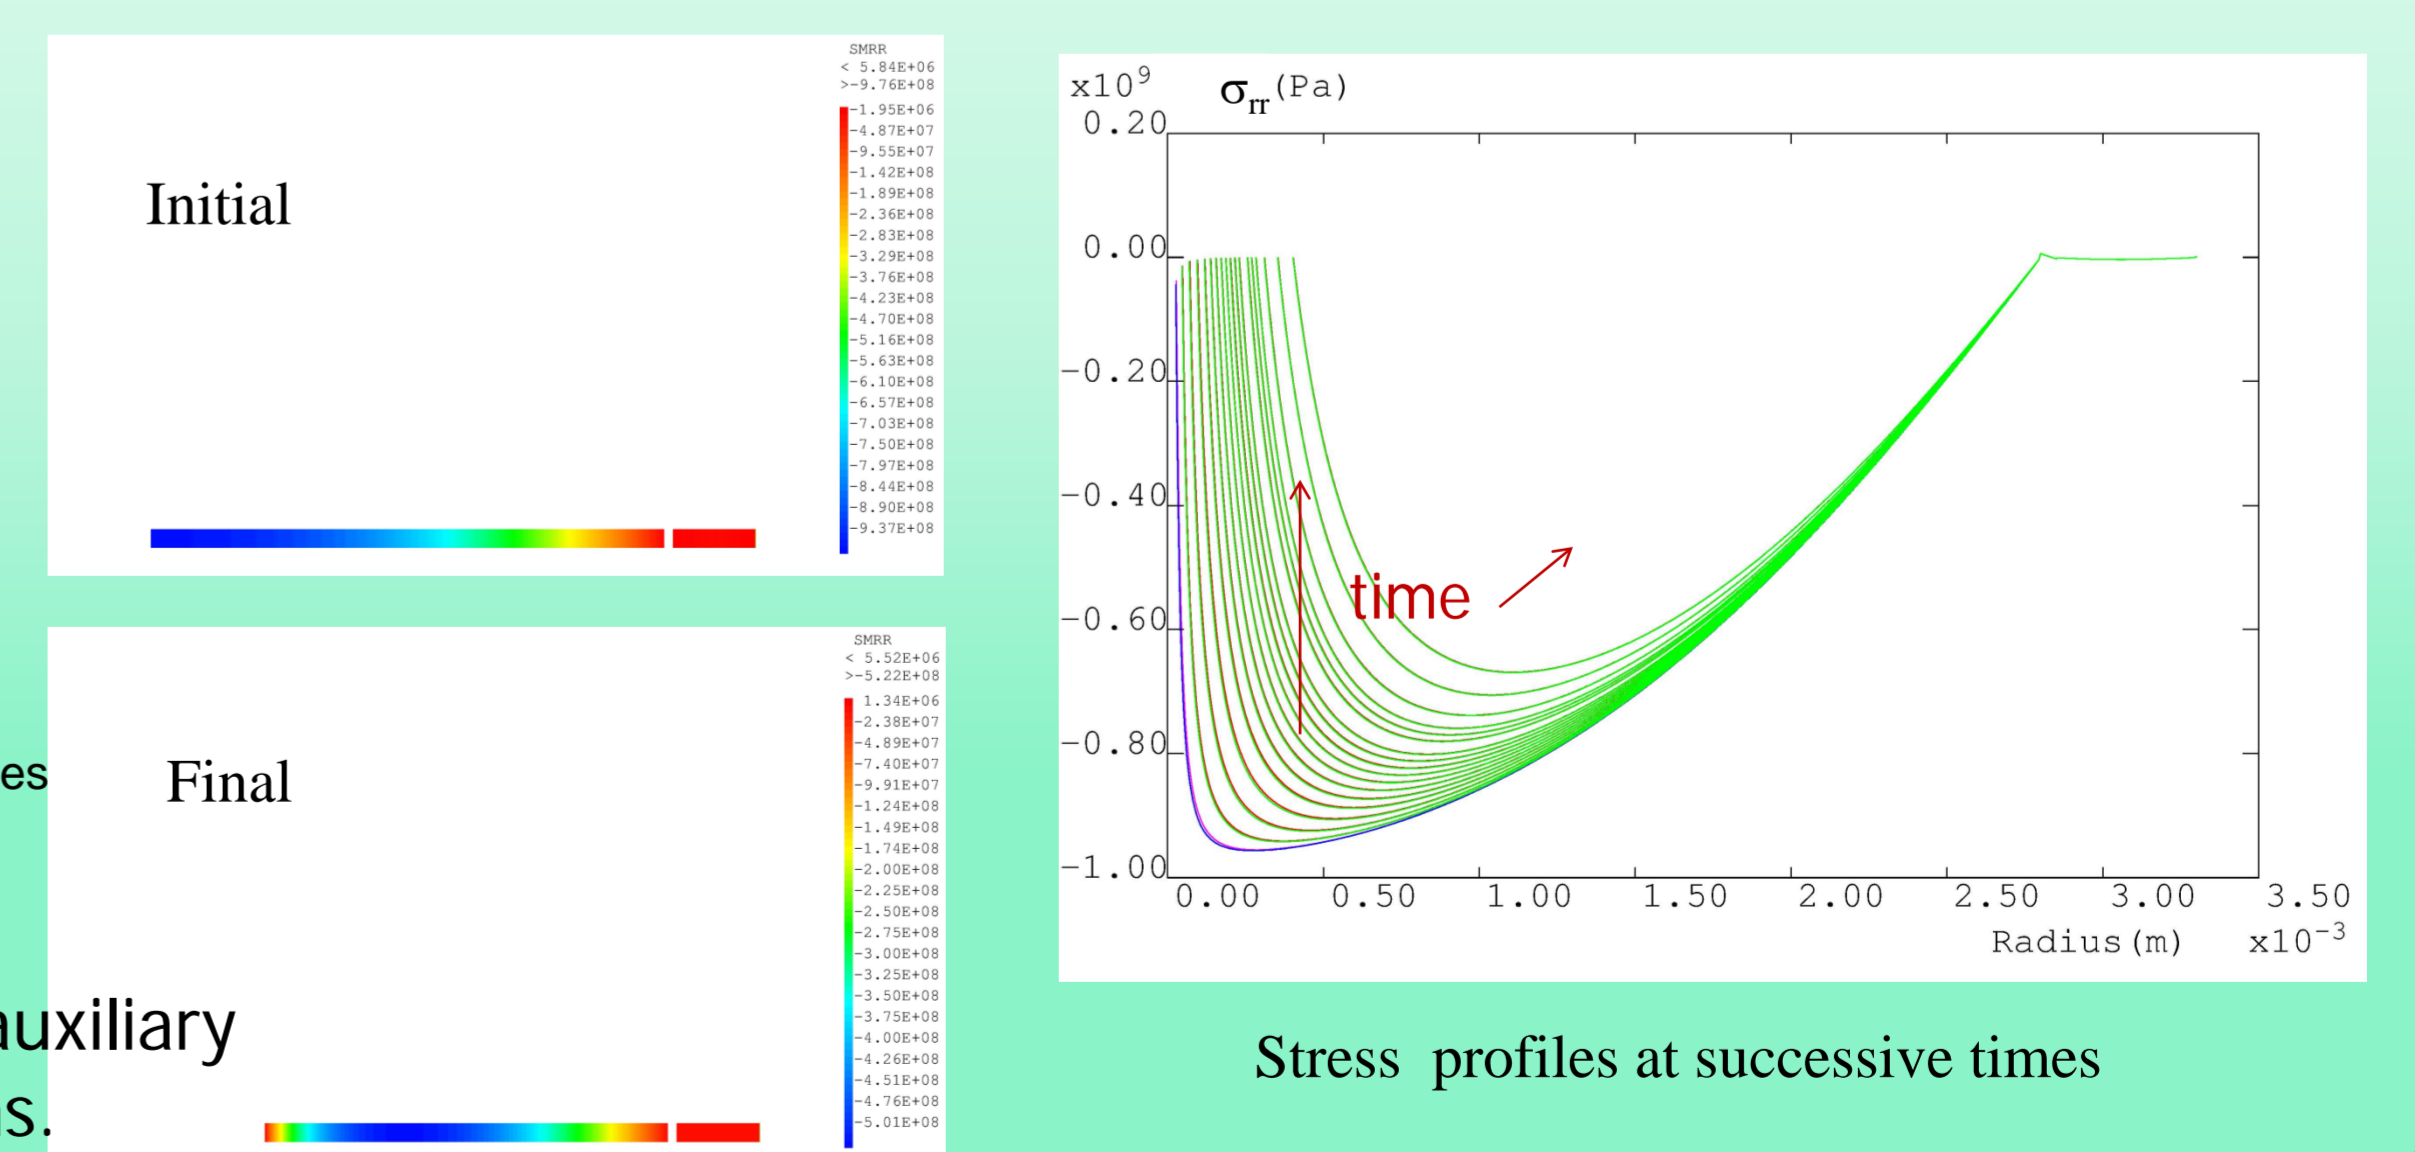 SMRR
< 5.84E+06
>-9.76E+08
-1.95E+06
-4.87E+07
-9.55E+07
-1.42E+08
-1.89E+08
-2.36E+08
-2.83E+08
-3.29E+08
-3.76E+08
-4.23E+08
-4.70E+08
-5.16E+08
-5.63E+08
-6.10E+08
-6.57E+08
-7.03E+08
-7.50E+08
-7.97E+08
-8.44E+08
-8.90E+08
-9.37E+08
Initial
SMRR
< 5.52E+06
>-5.22E+08
1.34E+06
-2.38E+07
-4.89E+07
-7.40E+07
-9.91E+07
-1.24E+08
-1.49E+08
-1.74E+08
-2.00E+08
-2.25E+08
-2.50E+08
-2.75E+08
-3.00E+08
-3.25E+08
-3.50E+08
-3.75E+08
-4.00E+08
-4.26E+08
-4.51E+08
-4.76E+08
-5.01E+08
Final
es
auxiliary
s.
x10⁹ σrr (Pa)
0.20
0.00
-0.20
-0.40
-0.60
-0.80
-1.00
time
0.00 0.50 1.00 1.50 2.00 2.50 3.00 3.50
Radius (m) x10⁻³
Stress profiles at successive times